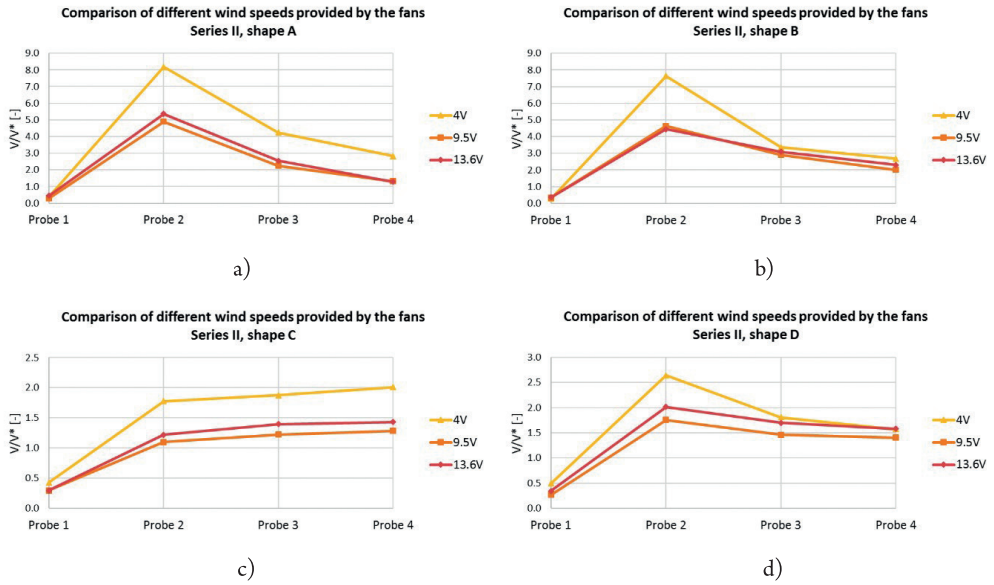 Comparison of different wind speeds provided by the fans
Series II, shape A
9.0
8.0
7.0
6.0
5.0
4.0
3.0
2.0
1.0
0.0
V/V* [-]
Probe 1 Probe 2 Probe 3 Probe 4
4V
9.5V
13.6V
a)
Comparison of different wind speeds provided by the fans
Series II, shape B
9.0
8.0
7.0
6.0
5.0
4.0
3.0
2.0
1.0
0.0
V/V* [-]
Probe 1 Probe 2 Probe 3 Probe 4
4V
9.5V
13.6V
b)
Comparison of different wind speeds provided by the fans
Series II, shape C
2.5
2.0
1.5
1.0
0.5
0.0
V/V* [-]
Probe 1 Probe 2 Probe 3 Probe 4
4V
9.5V
13.6V
c)
Comparison of different wind speeds provided by the fans
Series II, shape D
3.0
2.5
2.0
1.5
1.0
0.5
0.0
V/V* [-]
Probe 1 Probe 2 Probe 3 Probe 4
4V
9.5V
13.6V
d)